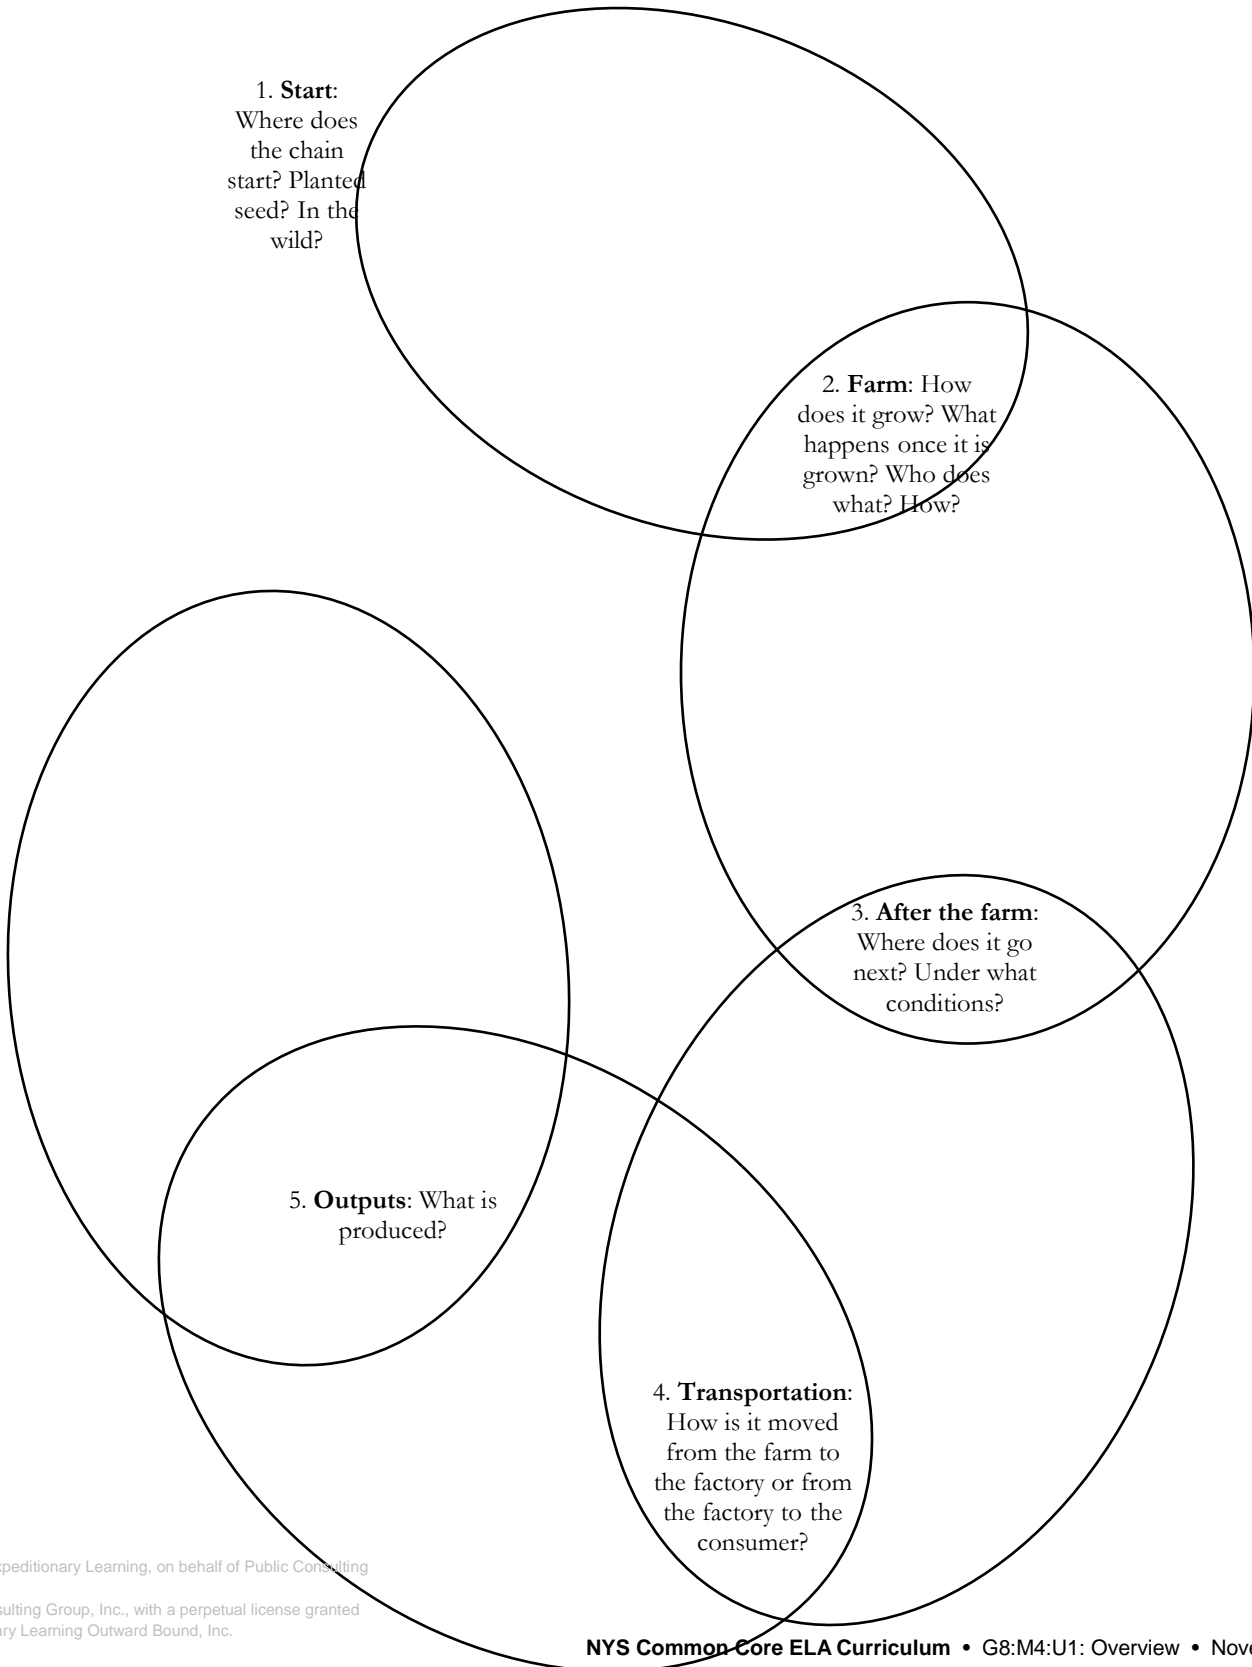 1. Start:
Where does
the chain
start? Planted
seed? In the
wild?
2. Farm: How
does it grow? What
happens once it is
grown? Who does
what? How?
3. After the farm:
Where does it go
next? Under what
conditions?
5. Outputs: What is
produced?
4. Transportation:
How is it moved
from the farm to
the factory or from
the factory to the
consumer?
Learning, on behalf of Public Consulting
Group, Inc., with a perpetual license granted
Learning Outward Bound, Inc.
NYS Common Core ELA Curriculum • G8:M4:U1: Overview •